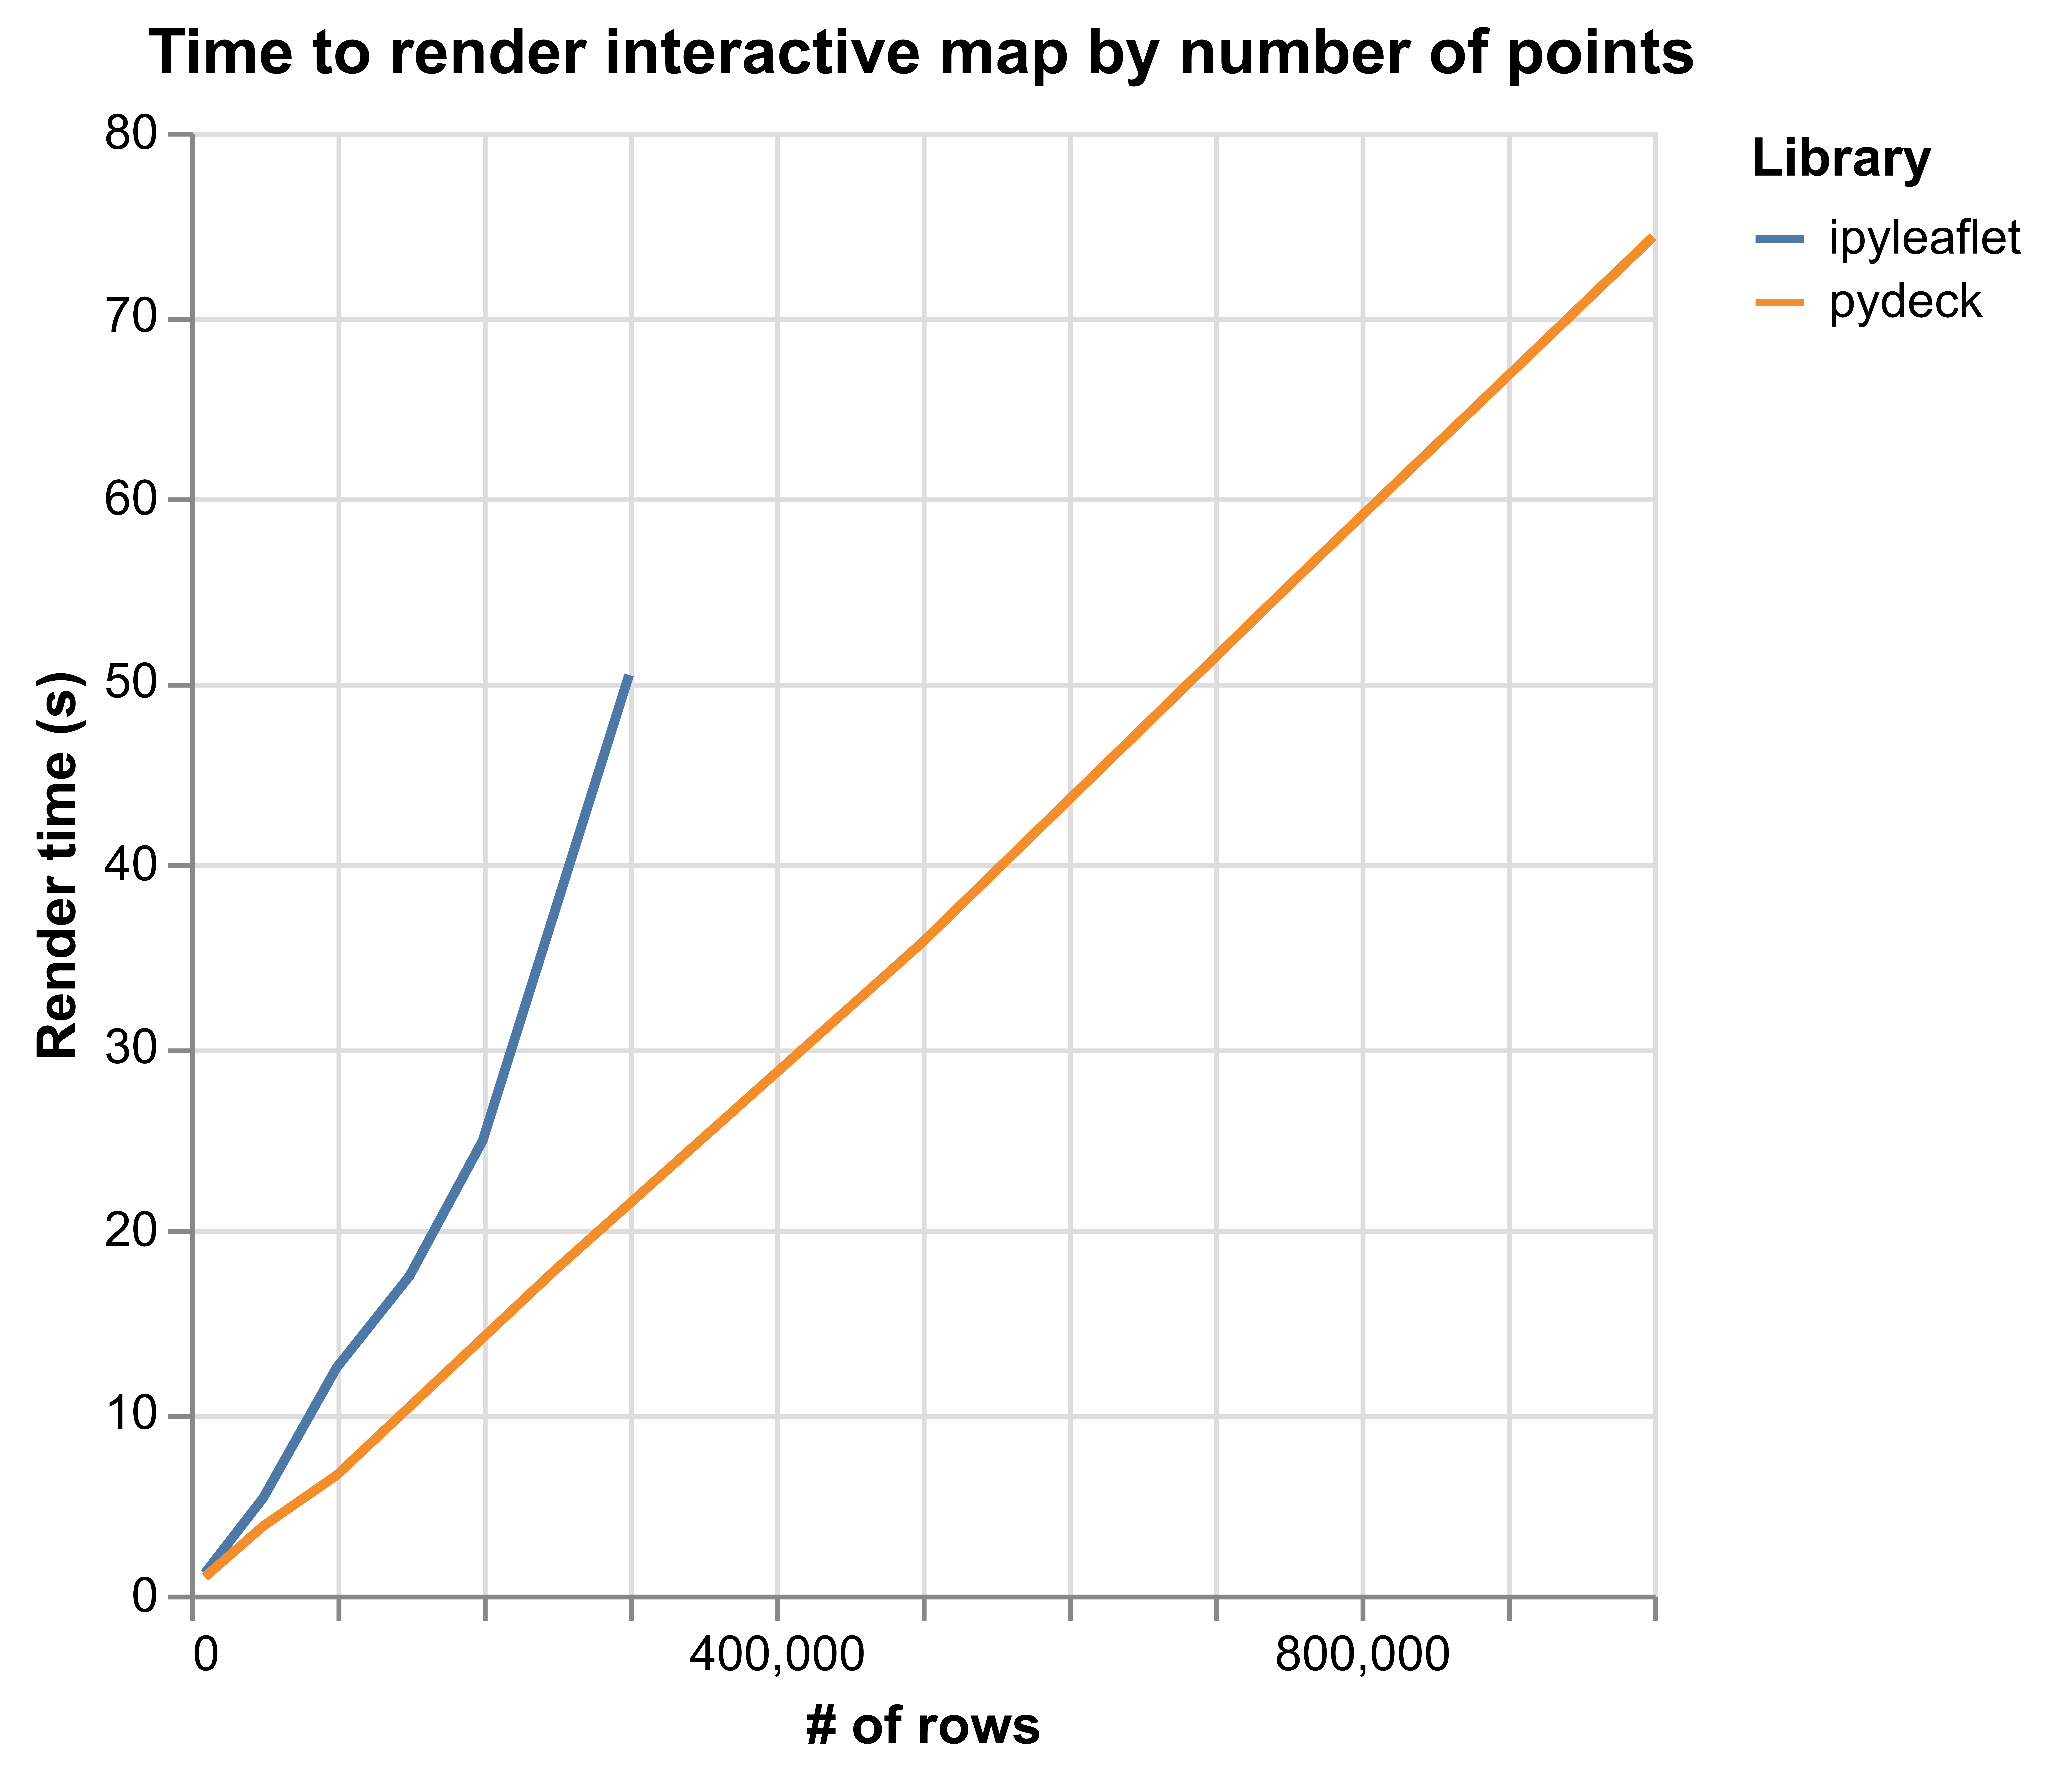 Time to render interactive map by number of points
80
70
60
50
40
30
20
10
0
Render time (s)
0 400,000 800,000
# of rows
Library
ipyleaflet
pydeck